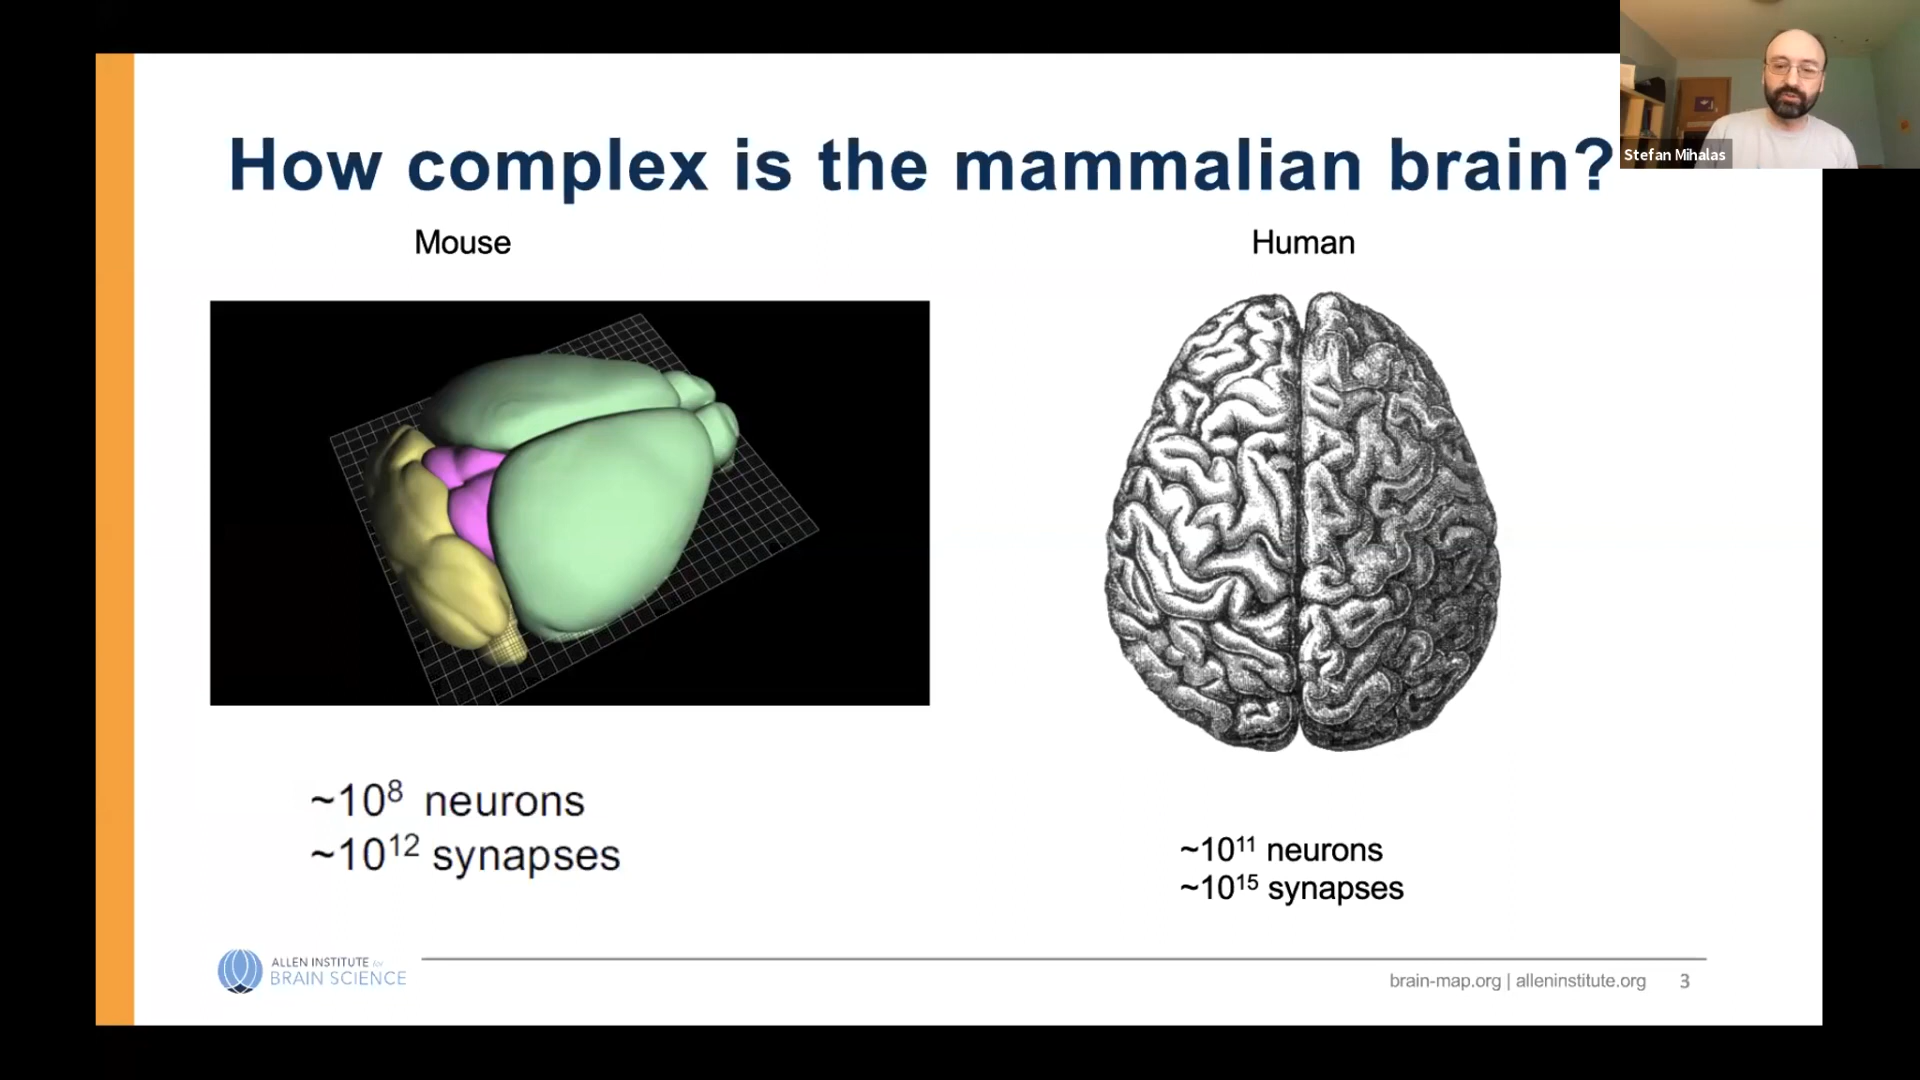 How complex is the mammalian brain?
Stefan Mihalas
Mouse
Human
~10⁸ neurons
~10¹² synapses
~10¹¹ neurons
~10¹⁵ synapses
ALLEN INSTITUTE for
BRAIN SCIENCE
brain-map.org | alleninstitute.org 3